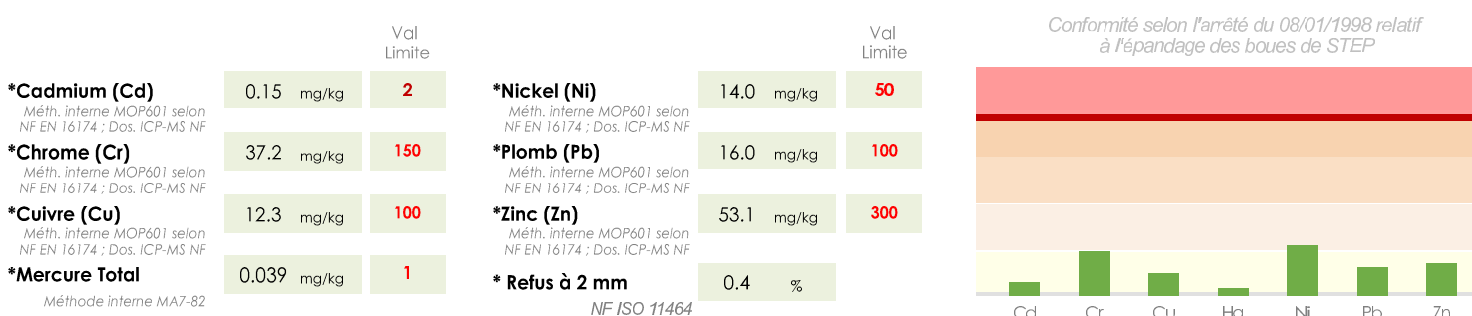 Val
Limite
*Cadmium (Cd) 0.15 mg/kg 2
Méth. interne MOP601 selon
NF EN 16174 ; Dos. ICP-MS NF
*Chrome (Cr) 37.2 mg/kg 150
Méth. interne MOP601 selon
NF EN 16174 ; Dos. ICP-MS NF
*Cuivre (Cu) 12.3 mg/kg 100
Méth. interne MOP601 selon
NF EN 16174 ; Dos. ICP-MS NF
*Mercure Total 0.039 mg/kg 1
Méthode interne MA7-82
Val
Limite
*Nickel (Ni) 14.0 mg/kg 50
Méth. interne MOP601 selon
NF EN 16174 ; Dos. ICP-MS NF
*Plomb (Pb) 16.0 mg/kg 100
Méth. interne MOP601 selon
NF EN 16174 ; Dos. ICP-MS NF
*Zinc (Zn) 53.1 mg/kg 300
Méth. interne MOP601 selon
NF EN 16174 ; Dos. ICP-MS NF
* Refus à 2 mm 0.4 %
NF ISO 11464
Conformité selon l'arrêté du 08/01/1998 relatif
à l'épandage des boues de STEP
Cd Cr Cu Hg Ni Pb Zn